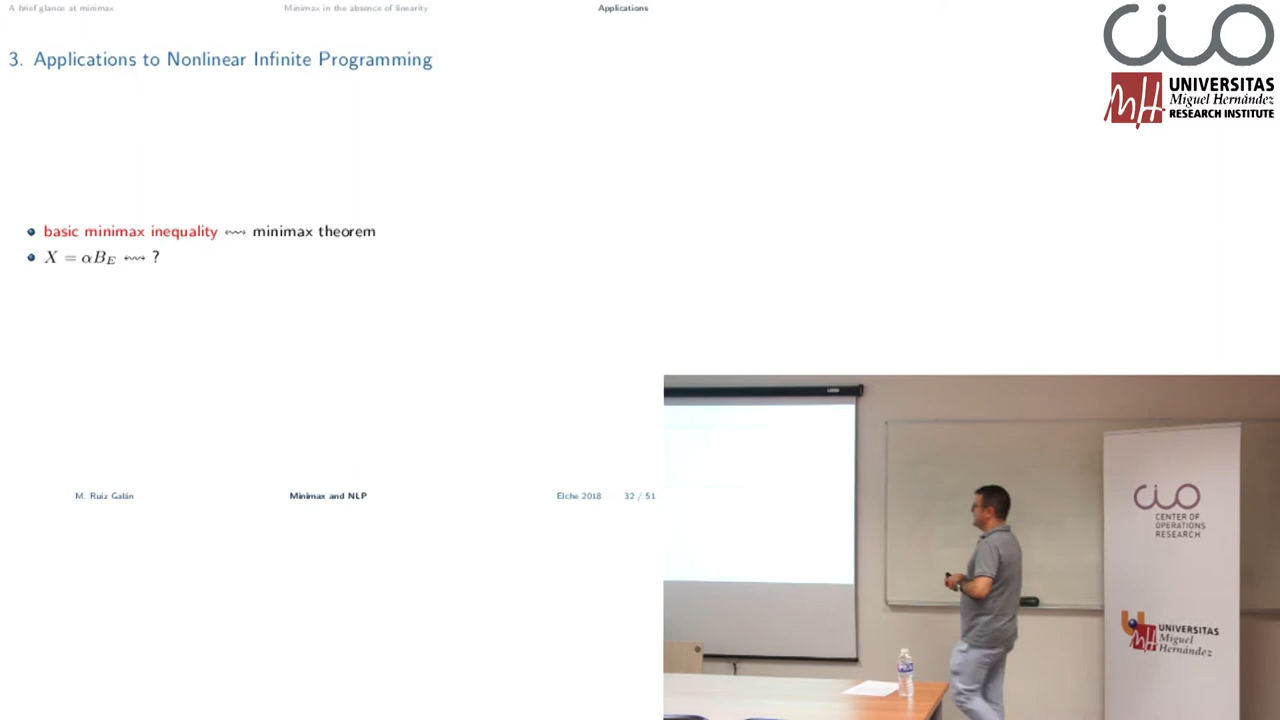 A brief glance at minimax
Minimax in the absence of linearity
Applications
3. Applications to Nonlinear Infinite Programming
basic minimax inequality ⟿ minimax theorem
X = αB_E ⟿ ?
M. Ruiz Galán
Minimax and NLP
Elche 2018
32 / 51
CIO
UNIVERSITAS
Miguel Hernández
RESEARCH INSTITUTE
CIO
CENTER OF
OPERATIONS
RESEARCH
UNIVERSITAS
Miguel
Hernández